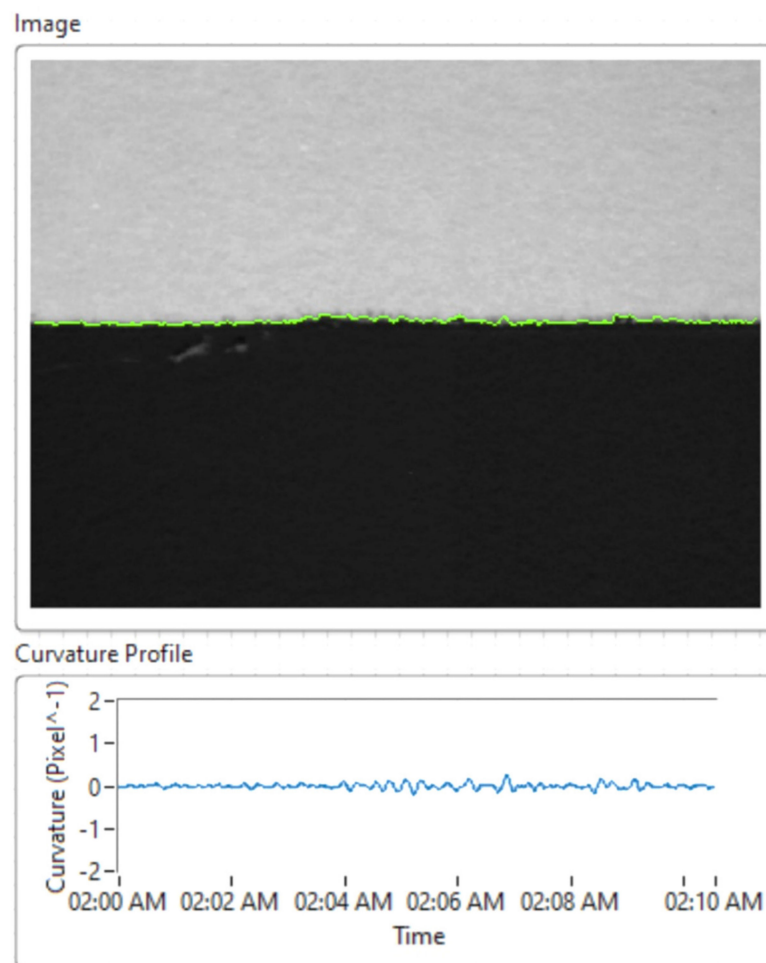 Image
Curvature Profile
Curvature (Pixel^-1)
2
1
0
-1
-2
02:00 AM 02:02 AM 02:04 AM 02:06 AM 02:08 AM 02:10 AM
Time